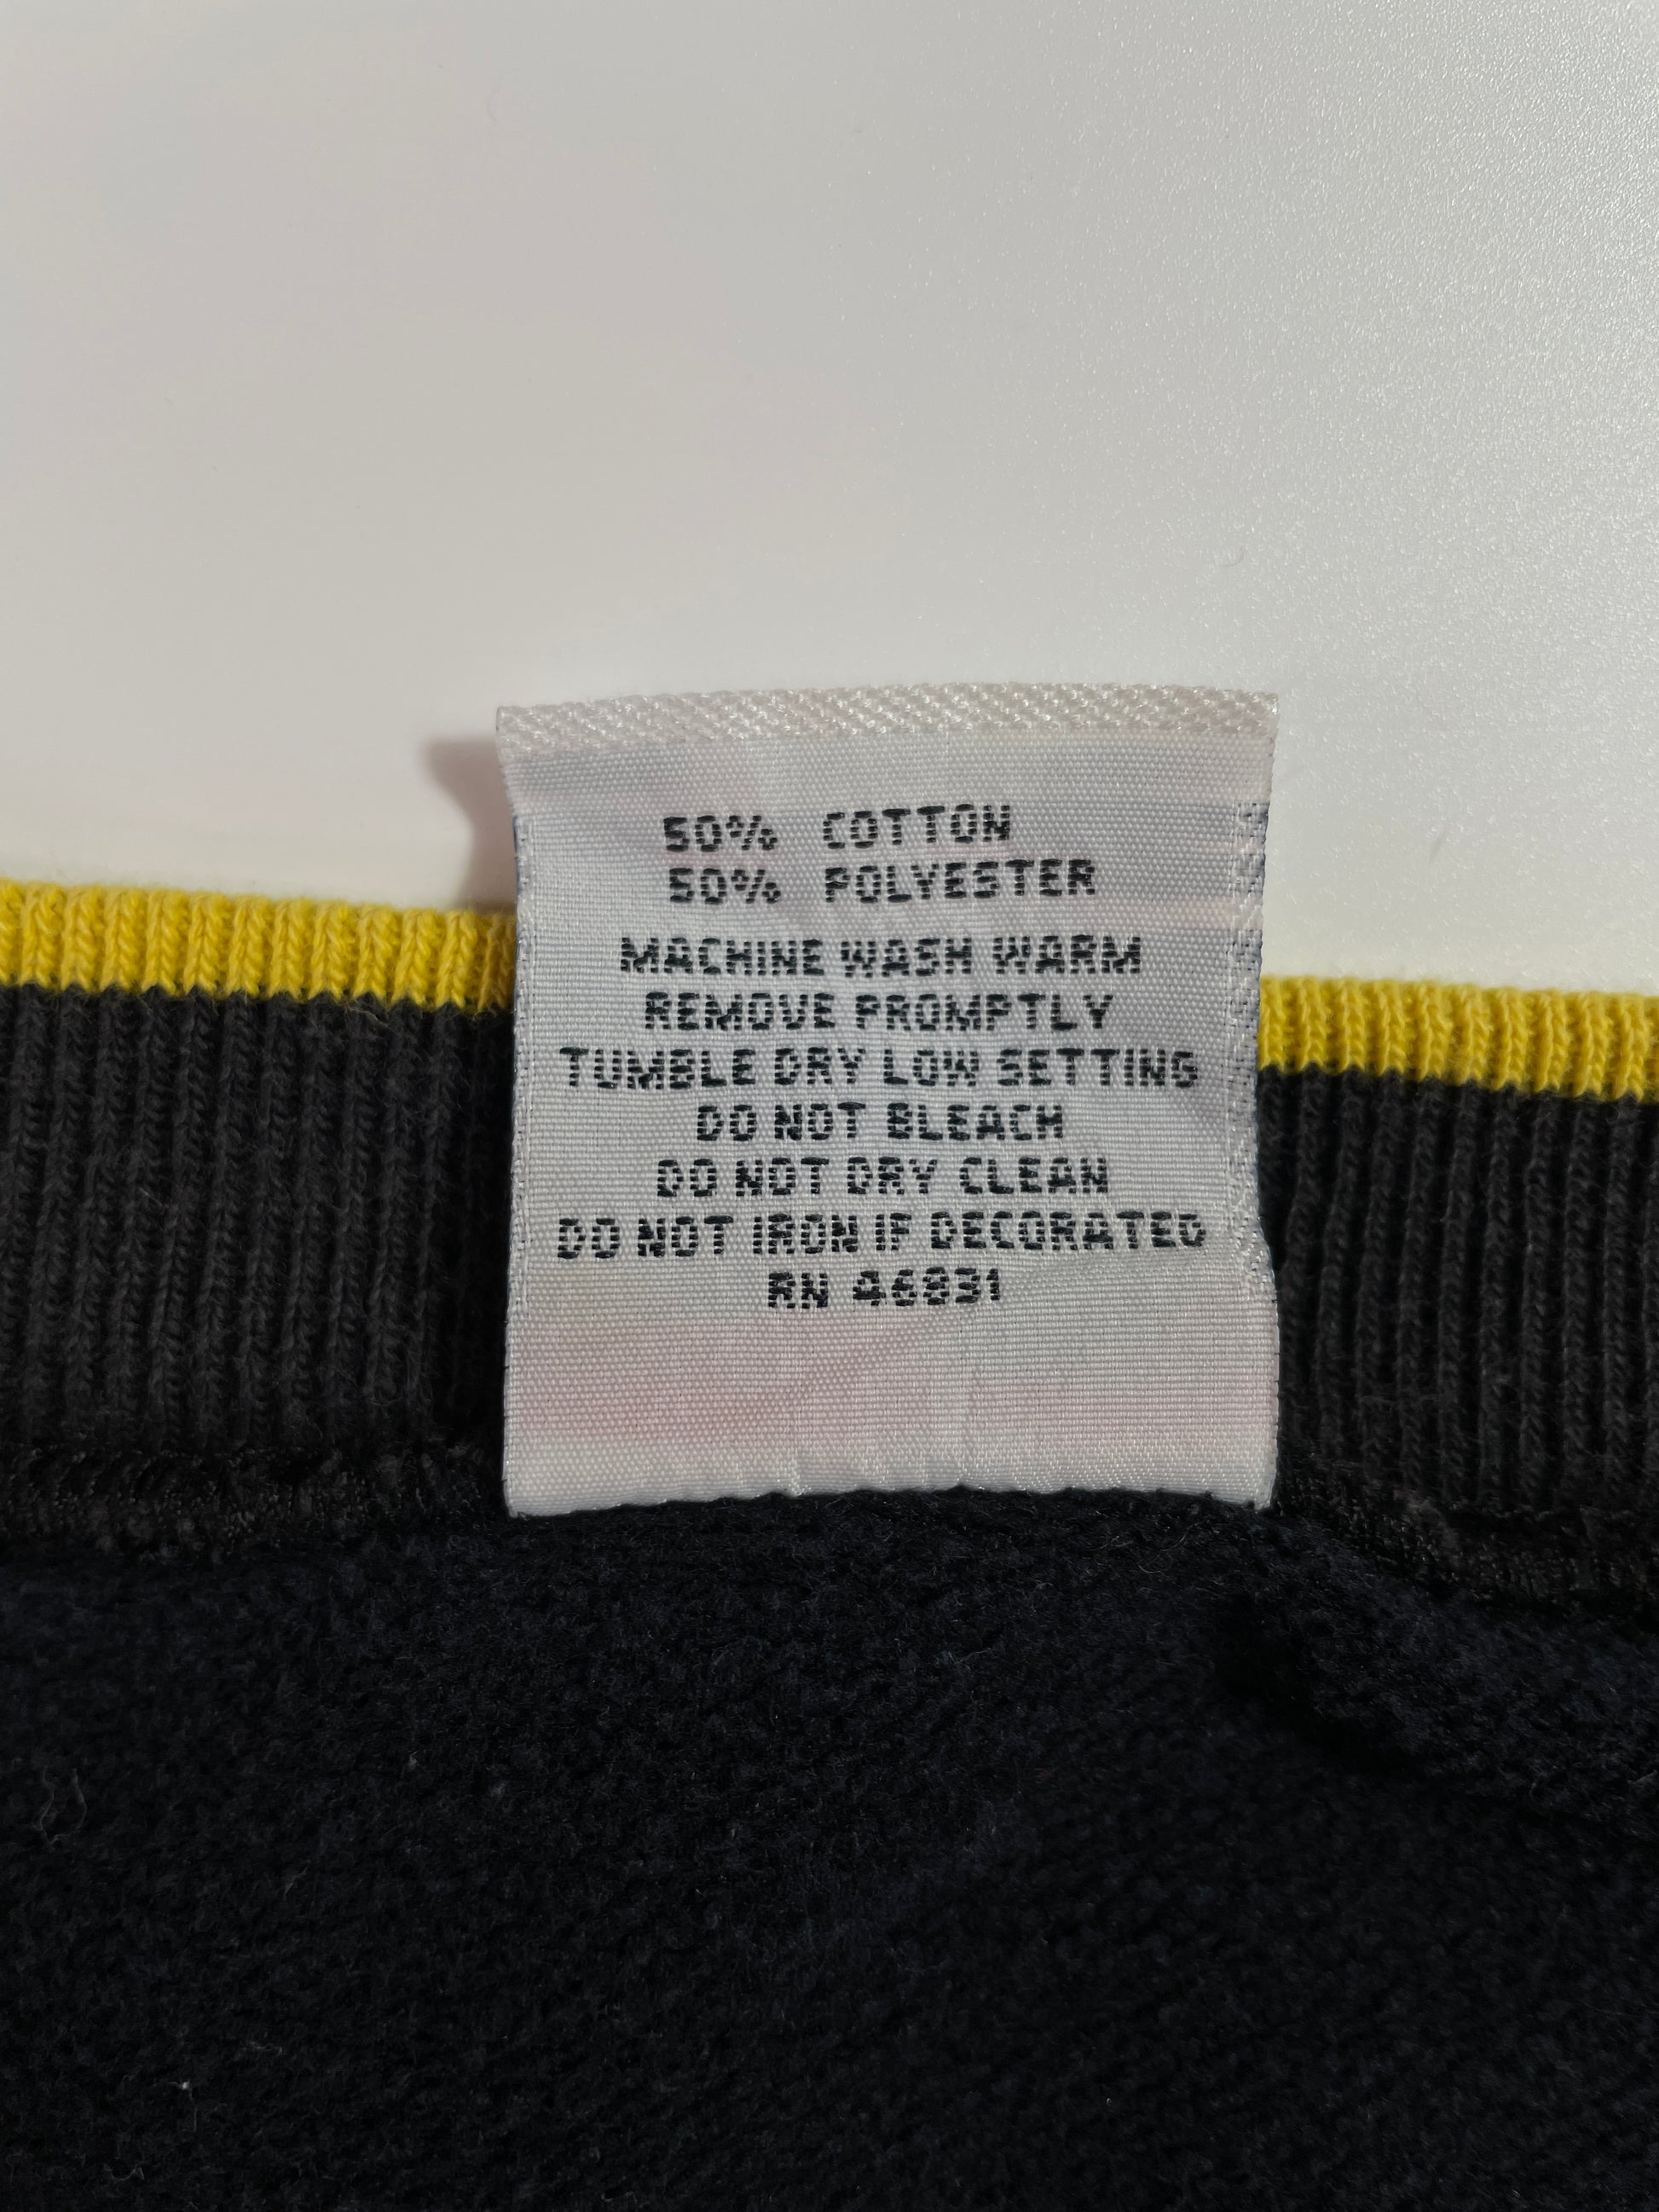 50% COTTON
50% POLYESTER
MACHINE WASH WARM
REMOVE PROMPTLY
TUMBLE DRY LOW SETTING
DO NOT BLEACH
DO NOT DRY CLEAN
DO NOT IRON IF DECORATED
RN 46831